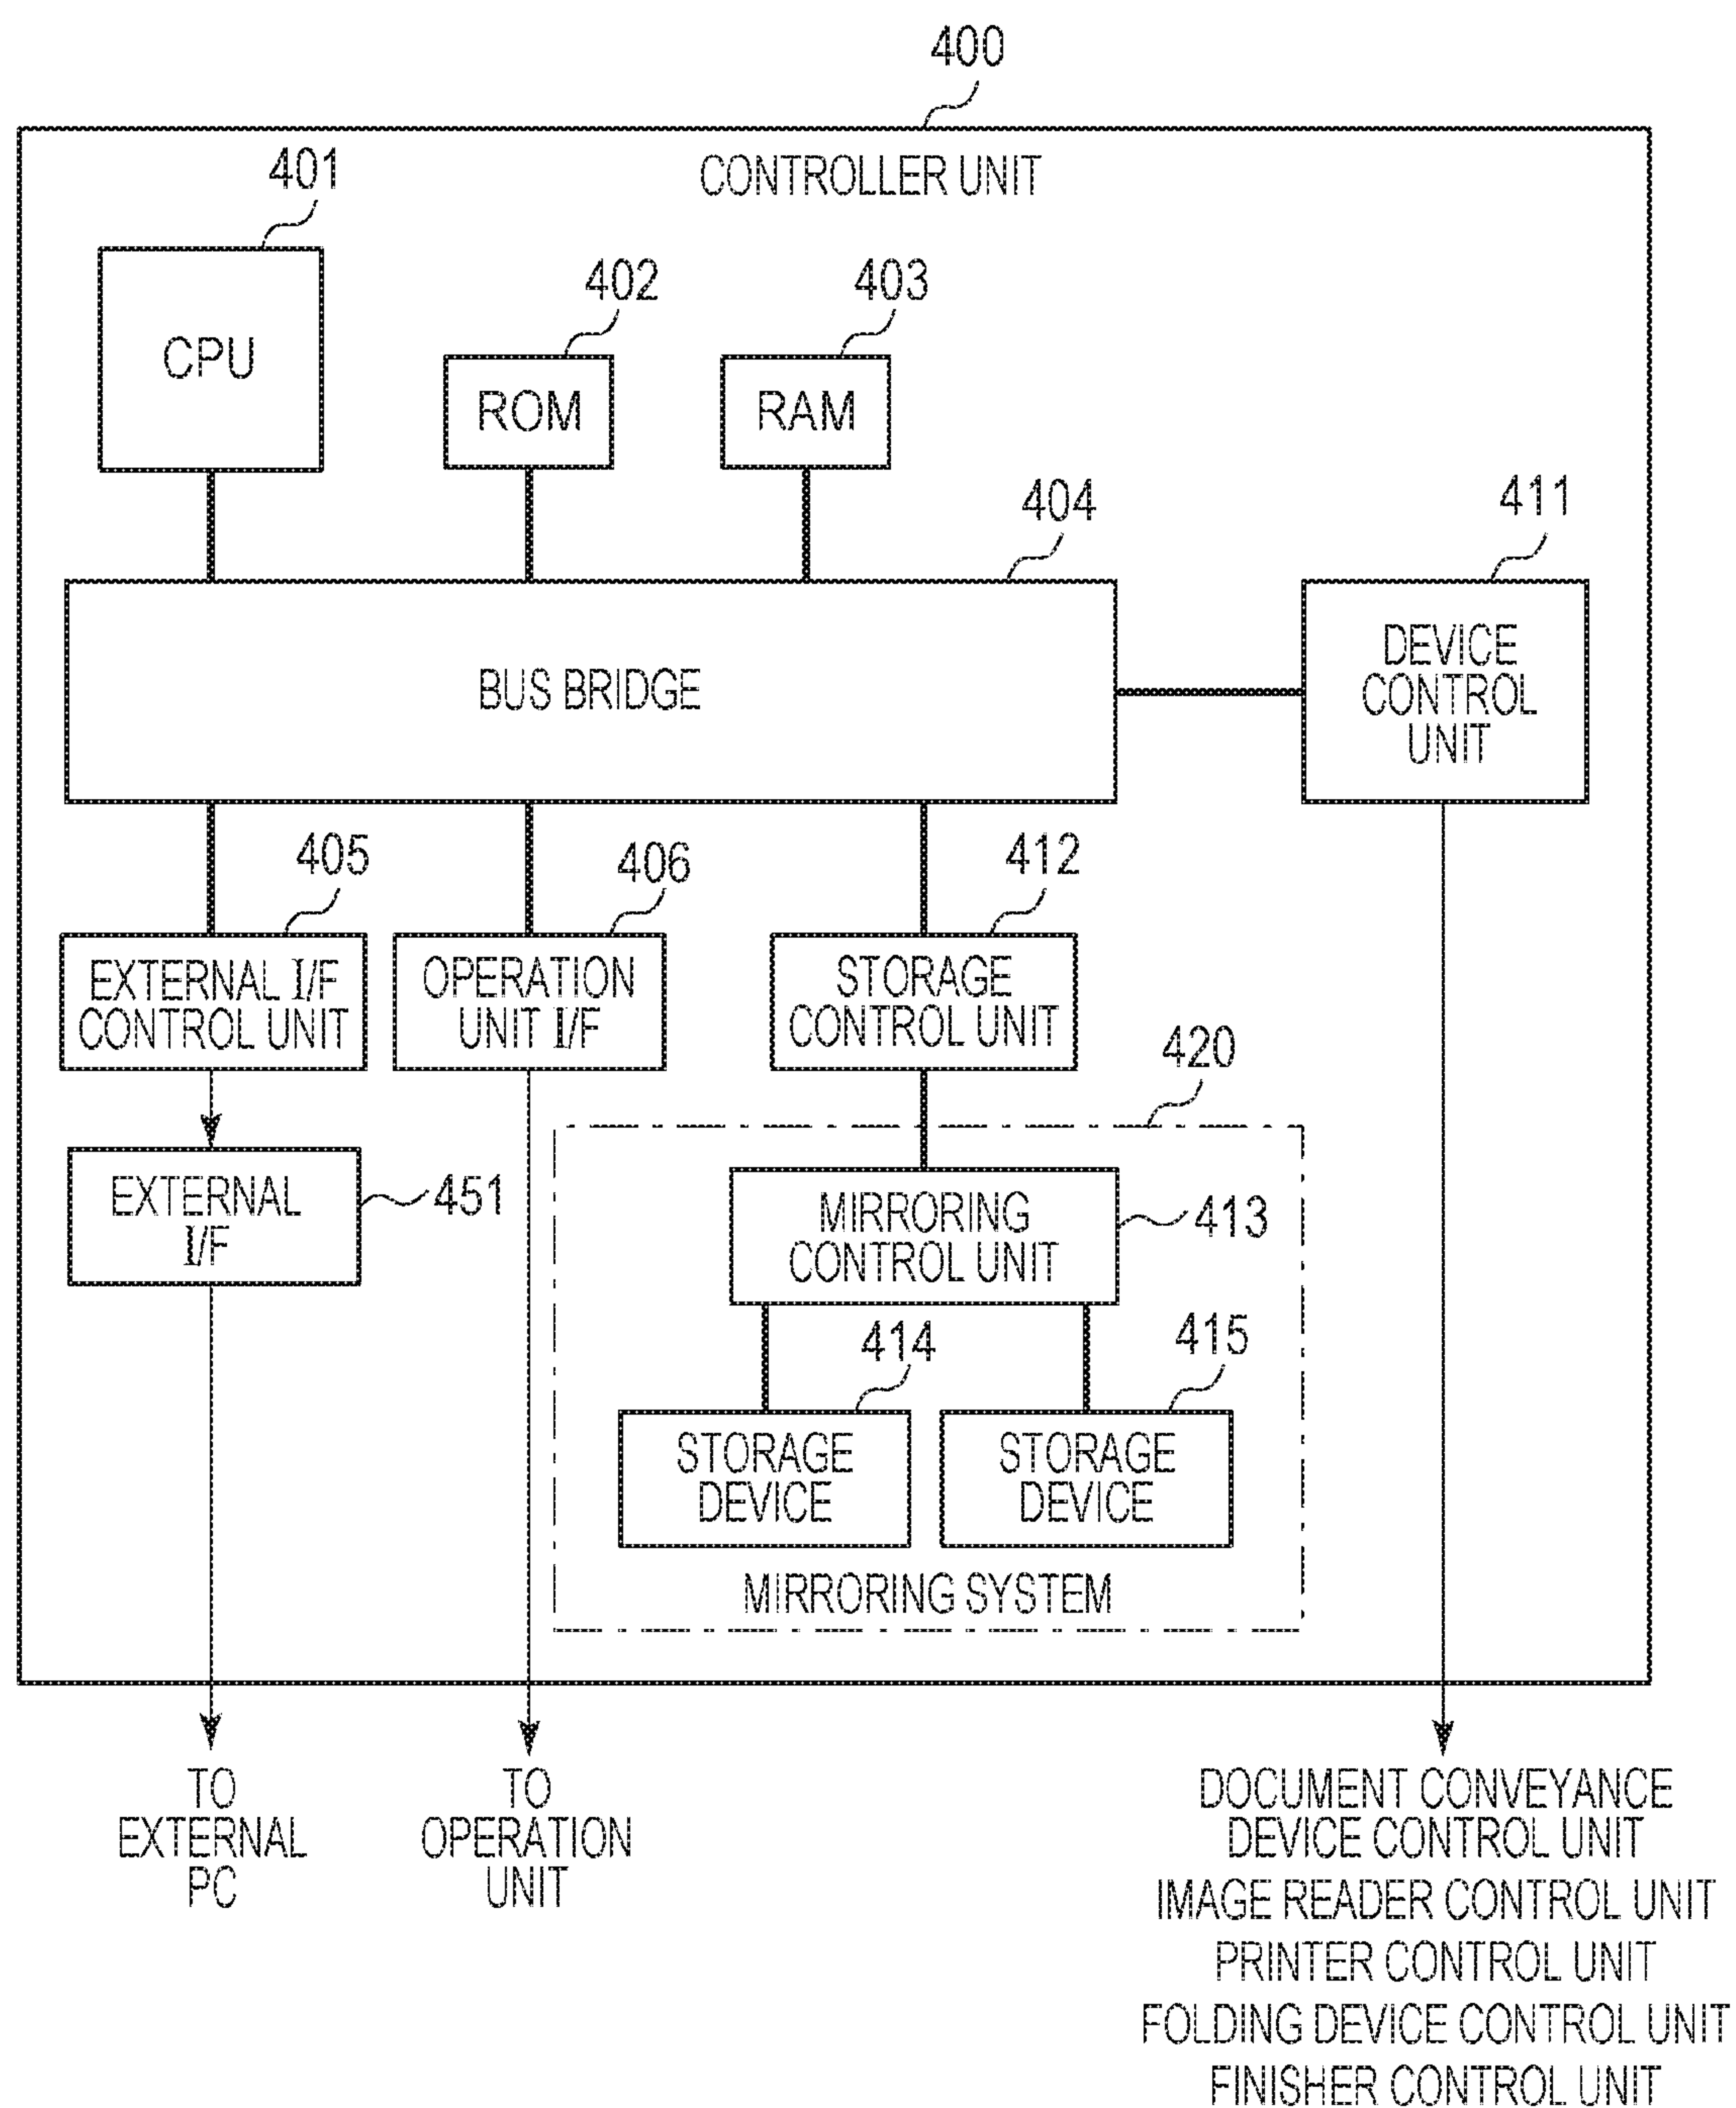 400
CONTROLLER UNIT
401
CPU
402
ROM
403
RAM
404
BUS BRIDGE
411
DEVICE
CONTROL
UNIT
405
EXTERNAL I/F
CONTROL UNIT
406
OPERATION
UNIT I/F
412
STORAGE
CONTROL UNIT
420
EXTERNAL
I/F
451
MIRRORING
CONTROL UNIT
413
414
STORAGE
DEVICE
415
STORAGE
DEVICE
MIRRORING SYSTEM
TO
EXTERNAL
PC
TO
OPERATION
UNIT
DOCUMENT CONVEYANCE
DEVICE CONTROL UNIT
IMAGE READER CONTROL UNIT
PRINTER CONTROL UNIT
FOLDING DEVICE CONTROL UNIT
FINISHER CONTROL UNIT